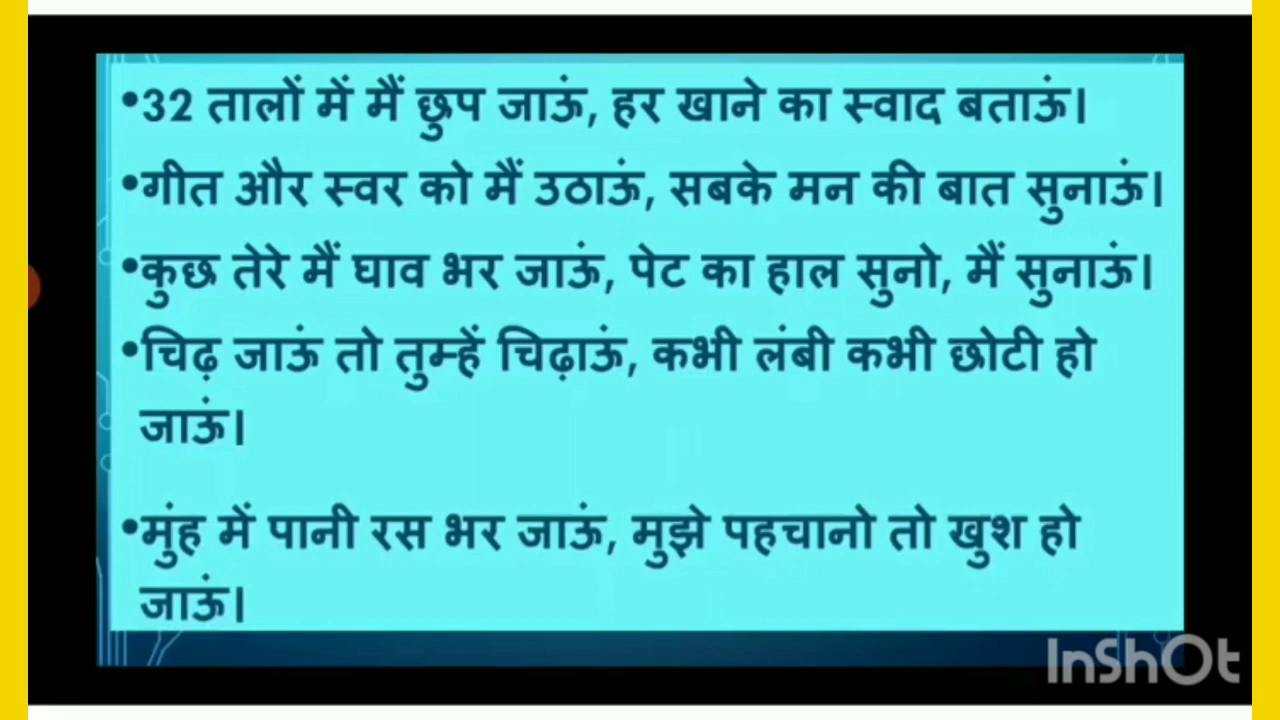 •32 तालों में मैं छुप जाऊं, हर खाने का स्वाद बताऊं।
•गीत और स्वर को मैं उठाऊं, सबके मन की बात सुनाऊं।
•कुछ तेरे मैं घाव भर जाऊं, पेट का हाल सुनो, मैं सुनाऊं।
•चिढ़ जाऊं तो तुम्हें चिढ़ाऊं, कभी लंबी कभी छोटी हो
जाऊं।
•मुंह में पानी रस भर जाऊं, मुझे पहचानो तो खुश हो
जाऊं।
InShOt